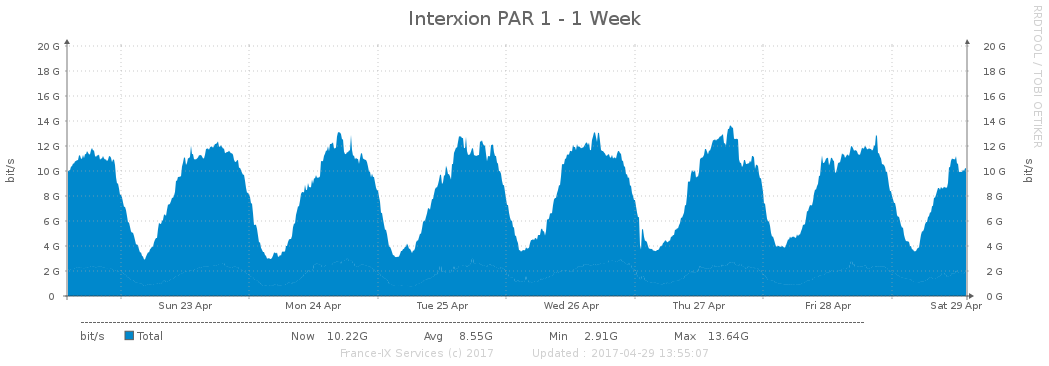 Interxion PAR 1 - 1 Week
RRDTOOL / TOBI OETIKER
bit/s
20 G 20 G
18 G 18 G
16 G 16 G
14 G 14 G
12 G 12 G
10 G 10 G
8 G 8 G
6 G 6 G
4 G 4 G
2 G 2 G
0 0 G
bit/s
Sun 23 Apr Mon 24 Apr Tue 25 Apr Wed 26 Apr Thu 27 Apr Fri 28 Apr Sat 29 Apr
bit/s Total Now 10.22G Avg 8.55G Min 2.91G Max 13.64G
France-IX Services (c) 2017 Updated : 2017-04-29 13:55:07